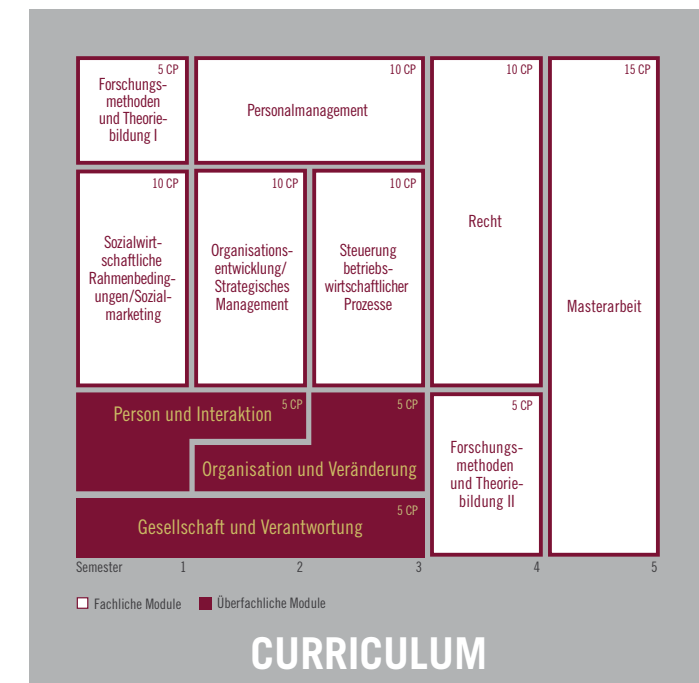 5 CP
Forschungs-
methoden
und Theorie-
bildung I
10 CP
Personalmanagement
10 CP
Recht
15 CP
Masterarbeit
10 CP
Sozialwirt-
schaftliche
Rahmenbeding-
ungen/Sozial-
marketing
10 CP
Organisations-
entwicklung/
Strategisches
Management
10 CP
Steuerung
betriebs-
wirtschaftlicher
Prozesse
5 CP
Person und Interaktion
5 CP
Organisation und Veränderung
5 CP
Gesellschaft und Verantwortung
5 CP
Forschungs-
methoden
und Theorie-
bildung II
Semester 1 2 3 4 5
Fachliche Module Überfachliche Module
CURRICULUM